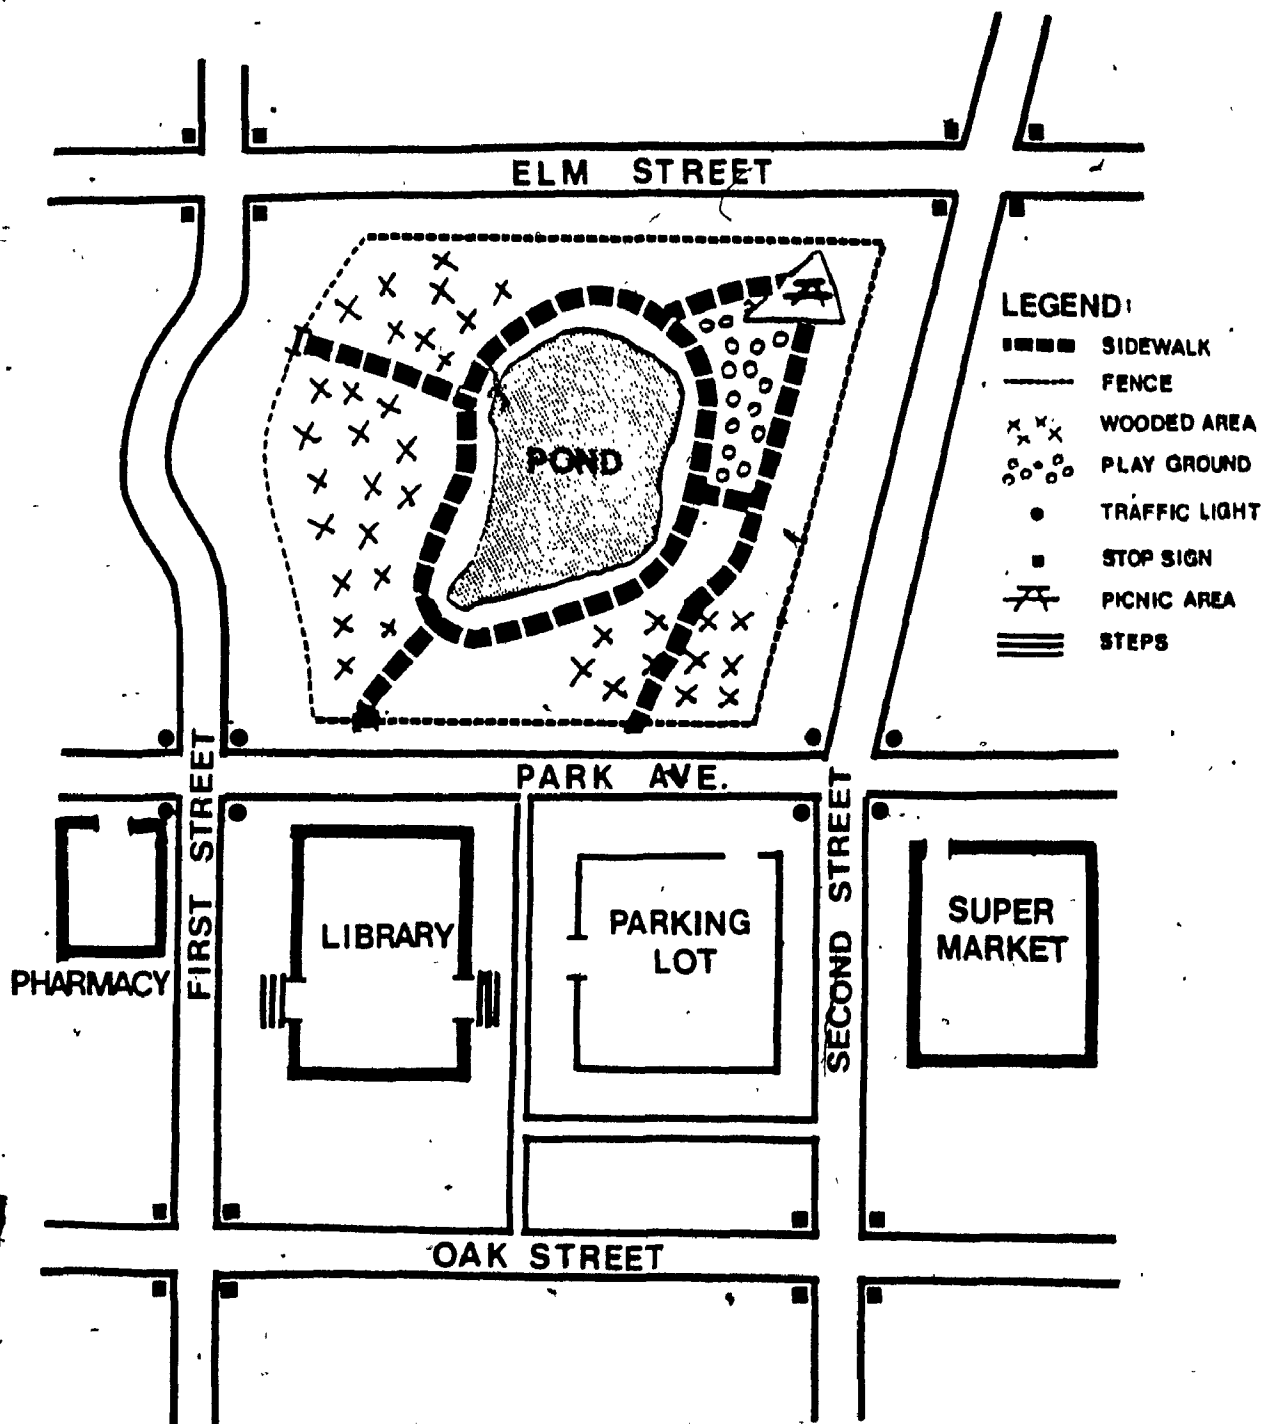 ELM STREET
POND
LEGEND:
SIDEWALK
FENCE
WOODED AREA
PLAY GROUND
TRAFFIC LIGHT
STOP SIGN
PICNIC AREA
STEPS
PARK AVE.
FIRST STREET
SECOND STREET
LIBRARY
PARKING
LOT
SUPER
MARKET
PHARMACY
OAK STREET